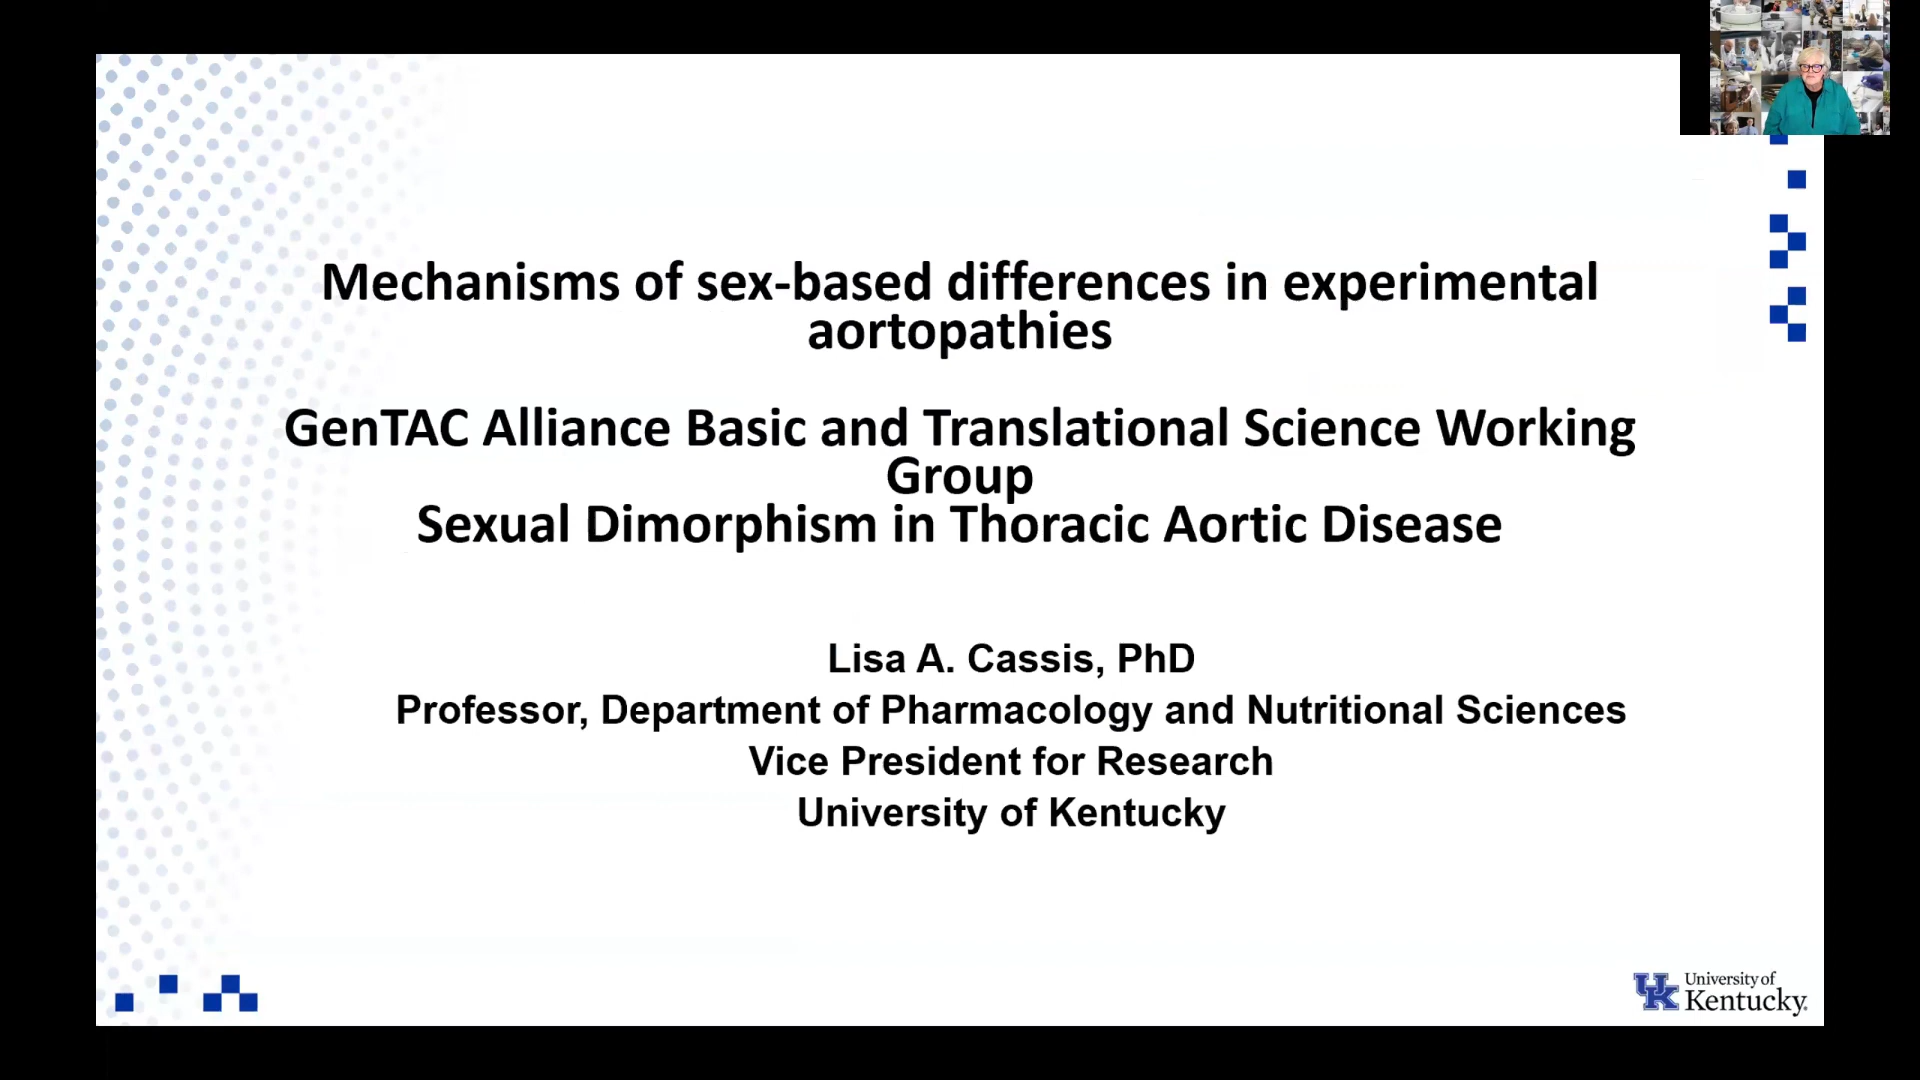 Mechanisms of sex-based differences in experimental
aortopathies
GenTAC Alliance Basic and Translational Science Working
Group
Sexual Dimorphism in Thoracic Aortic Disease
Lisa A. Cassis, PhD
Professor, Department of Pharmacology and Nutritional Sciences
Vice President for Research
University of Kentucky
UK University of
Kentucky